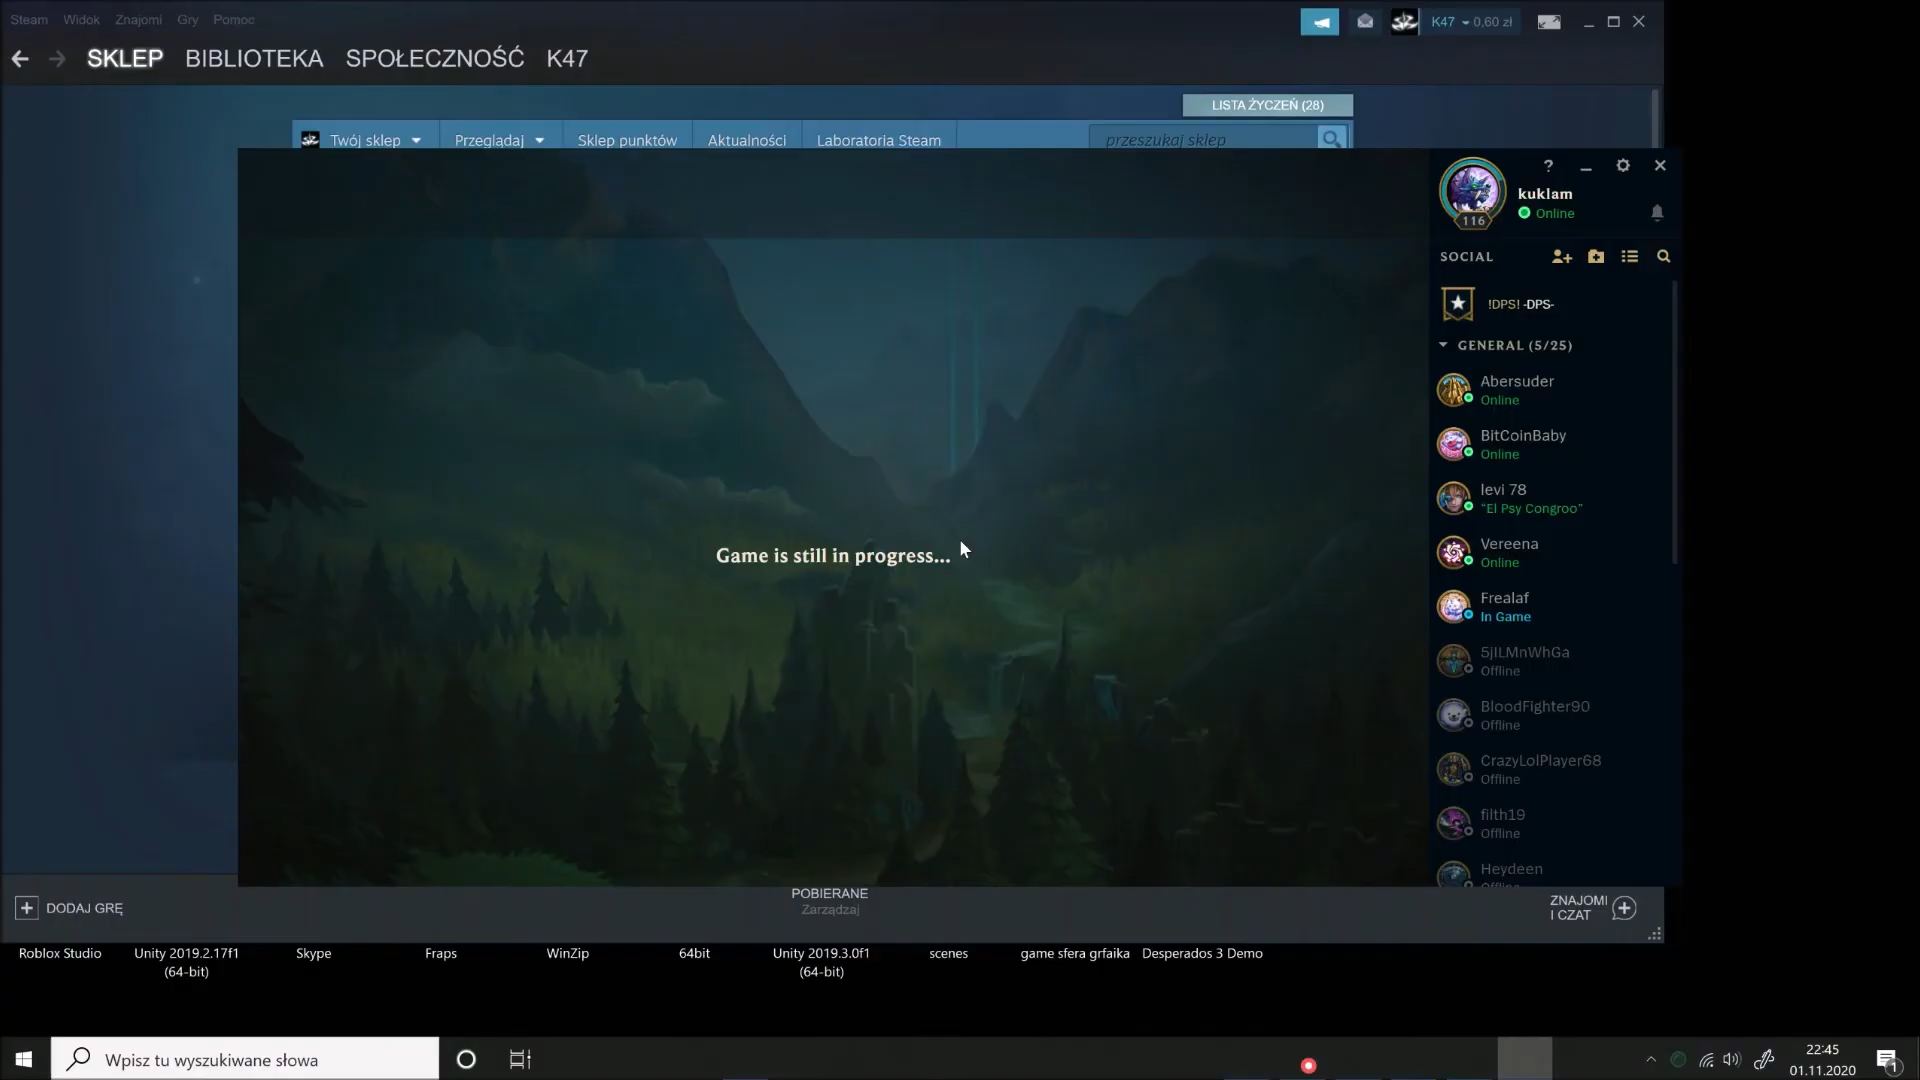 Steam Widok Znajomi Gry Pomoc
K47 0,60 zł
SKLEP BIBLIOTEKA SPOŁECZNOŚĆ K47
LISTA ŻYCZEŃ (28)
Twój sklep Przeglądaj Sklep punktów Aktualności Laboratoria Steam przeszukaj sklep
?
kuklam
Online
116
SOCIAL
!DPS! -DPS-
GENERAL (5/25)
Abersuder
Online
BitCoinBaby
Online
levi 78
"El Psy Congroo"
Game is still in progress...
Vereena
Online
Frealaf
In Game
5jILMnWhGa
Offline
BloodFighter90
Offline
CrazyLolPlayer68
Offline
filth19
Offline
Heydeen
Offline
DODAJ GRĘ
POBIERANE
Zarządzaj
ZNAJOMI
I CZAT
Roblox Studio Unity 2019.2.17f1 Skype Fraps WinZip 64bit Unity 2019.3.0f1 scenes game sfera grfaika Desperados 3 Demo
(64-bit) (64-bit)
Wpisz tu wyszukiwane słowa
22:45
01.11.2020
1